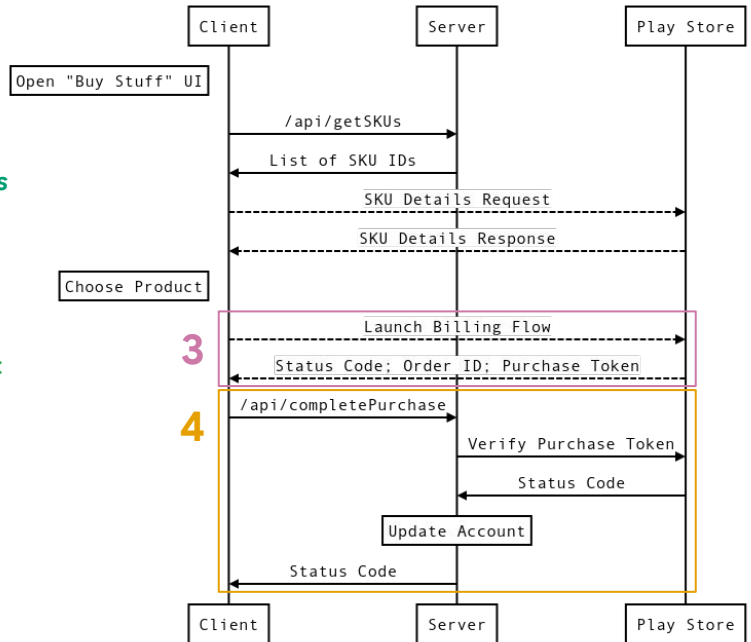 Client
Server
Play Store
Open "Buy Stuff" UI
/api/getSKUs
List of SKU IDs
s
SKU Details Request
SKU Details Response
Choose Product
Launch Billing Flow
3
Status Code; Order ID; Purchase Token
/api/completePurchase
4
Verify Purchase Token
Status Code
Update Account
Status Code
Client
Server
Play Store